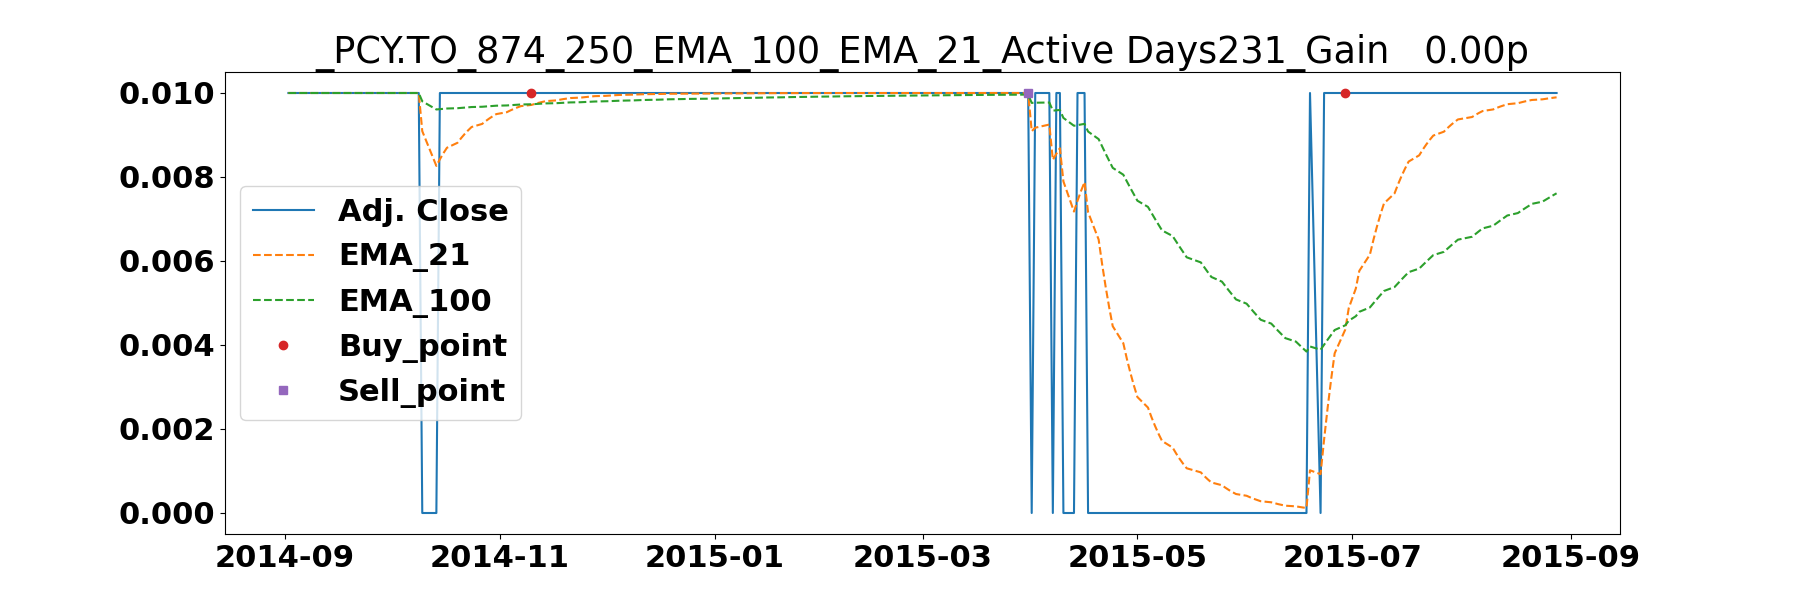 _PCY.TO_874_250_EMA_100_EMA_21_Active Days231_Gain   0.00p
0.010
0.008
0.006
0.004
0.002
0.000
Adj. Close
EMA_21
EMA_100
Buy_point
Sell_point
2014-09 2014-11 2015-01 2015-03 2015-05 2015-07 2015-09